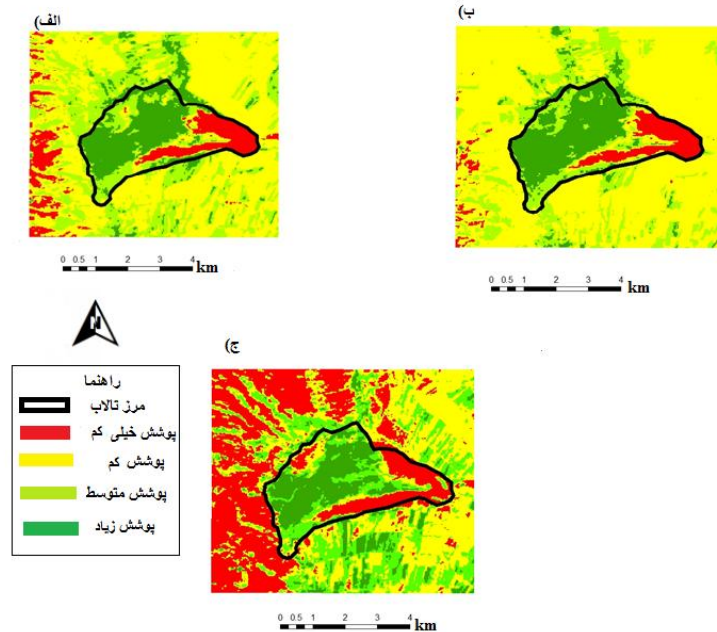 الف)
ب)
0 0.5 1 2 3 4 km
0 0.5 1 2 3 4 km
N
ج)
راهنما
مرز تالاب
پوشش خیلی کم
پوشش کم
پوشش متوسط
پوشش زیاد
0 0.5 1 2 3 4 km